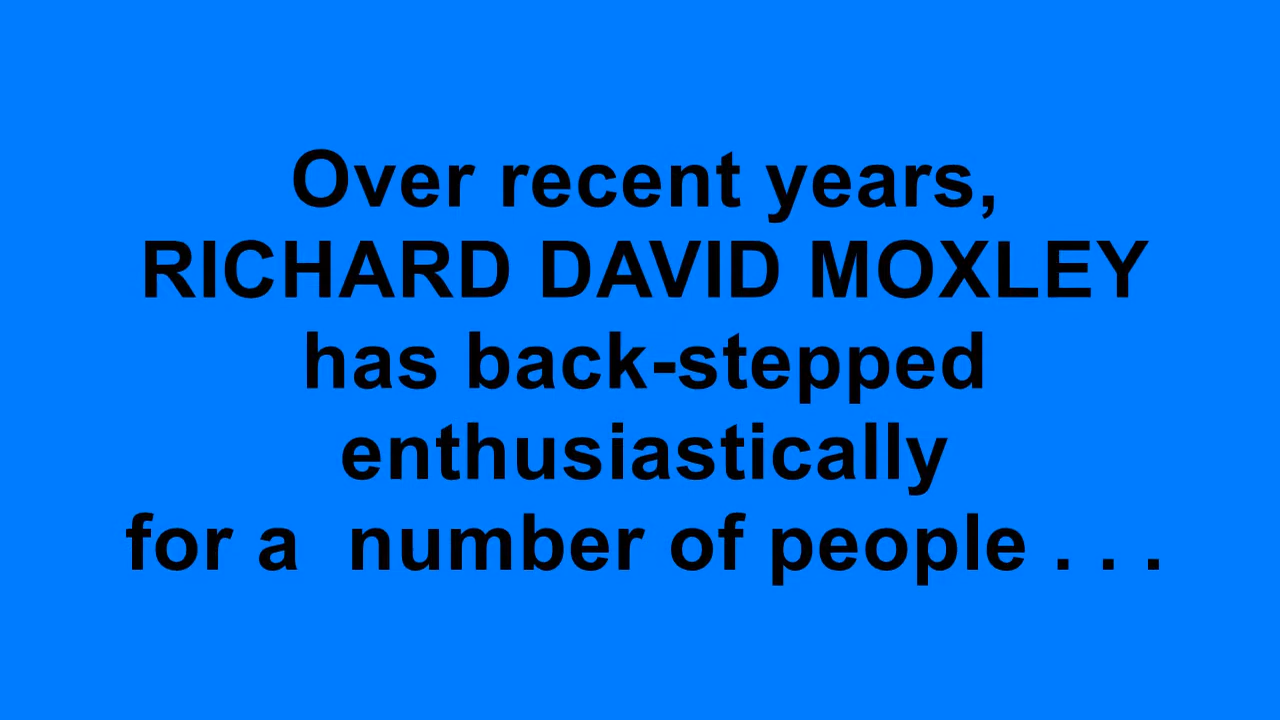 Over recent years,
RICHARD DAVID MOXLEY
has back-stepped
enthusiastically
for a  number of people . . .